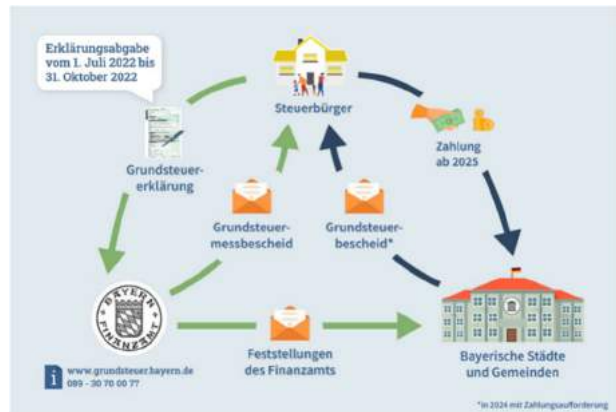 Erklärungsabgabe
vom 1. Juli 2022 bis
31. Oktober 2022
Steuerbürger
Zahlung
ab 2025
Grundsteuer-
erklärung
Grundsteuer-
messbescheid
Grundsteuer-
bescheid*
BAYERN
FINANZAMT
Feststellungen
des Finanzamts
Bayerische Städte
und Gemeinden
i www.grundsteuer.bayern.de
089 - 30 70 00 77
*in 2024 mit Zahlungsaufforderung